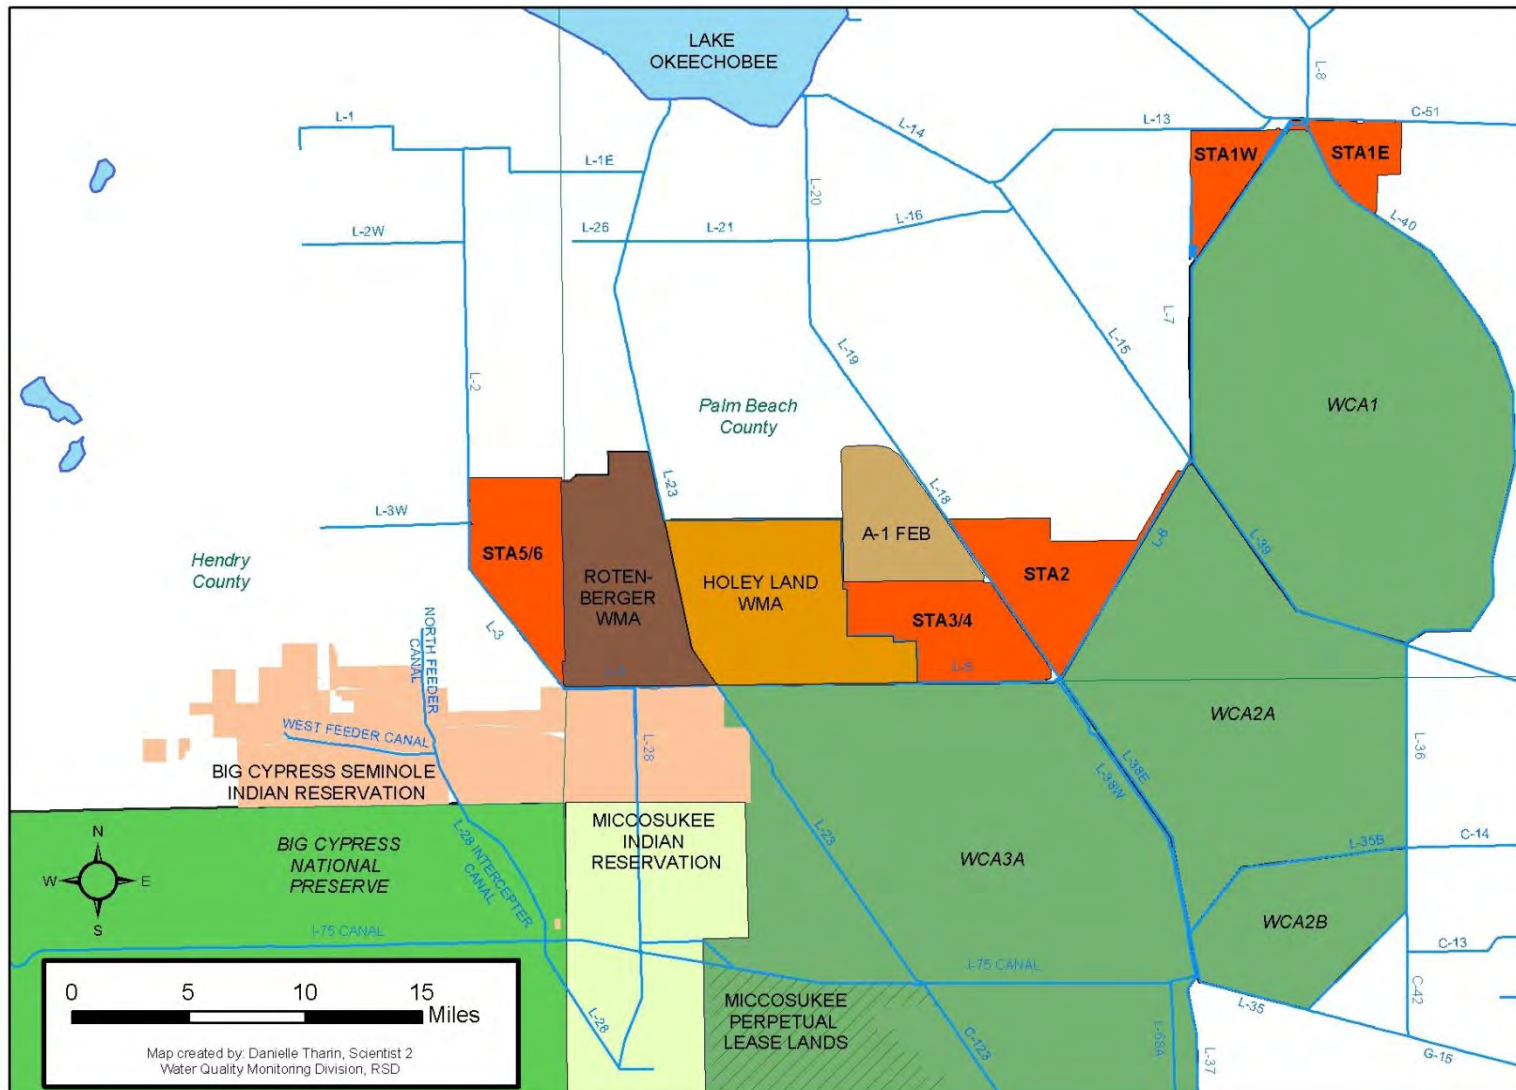 LAKE
OKEECHOBEE
L-8
C-51
L-1
L-14
L-13
STA1W
STA1E
L-1E
L-20
L-16
L-40
L-2W
L-26
L-21
L-7
L-15
L-19
L-2
WCA1
Palm Beach
County
L-23
L-18
L-3W
A-1 FEB
L-39
STA5/6
Hendry
County
ROTEN-
BERGER
WMA
HOLEY LAND
WMA
STA2
L-3
NORTH FEEDER
CANAL
STA3/4
L-5
WEST FEEDER CANAL
BIG CYPRESS SEMINOLE
INDIAN RESERVATION
L-28
WCA2A
L-36
L-38E
L-38W
MICCOSUKEE
INDIAN
RESERVATION
L-23
BIG CYPRESS
NATIONAL
PRESERVE
L-28 INTERCEPTER
CANAL
WCA3A
L-35B
C-14
N
W
E
S
WCA2B
I-75 CANAL
I-75 CANAL
C-13
0
5
10
15
Miles
L-28
MICCOSUKEE
PERPETUAL
LEASE LANDS
C-123
L-68A
L-37
L-35
C-42
G-15
Map created by: Danielle Tharin, Scientist 2
Water Quality Monitoring Division, RSD